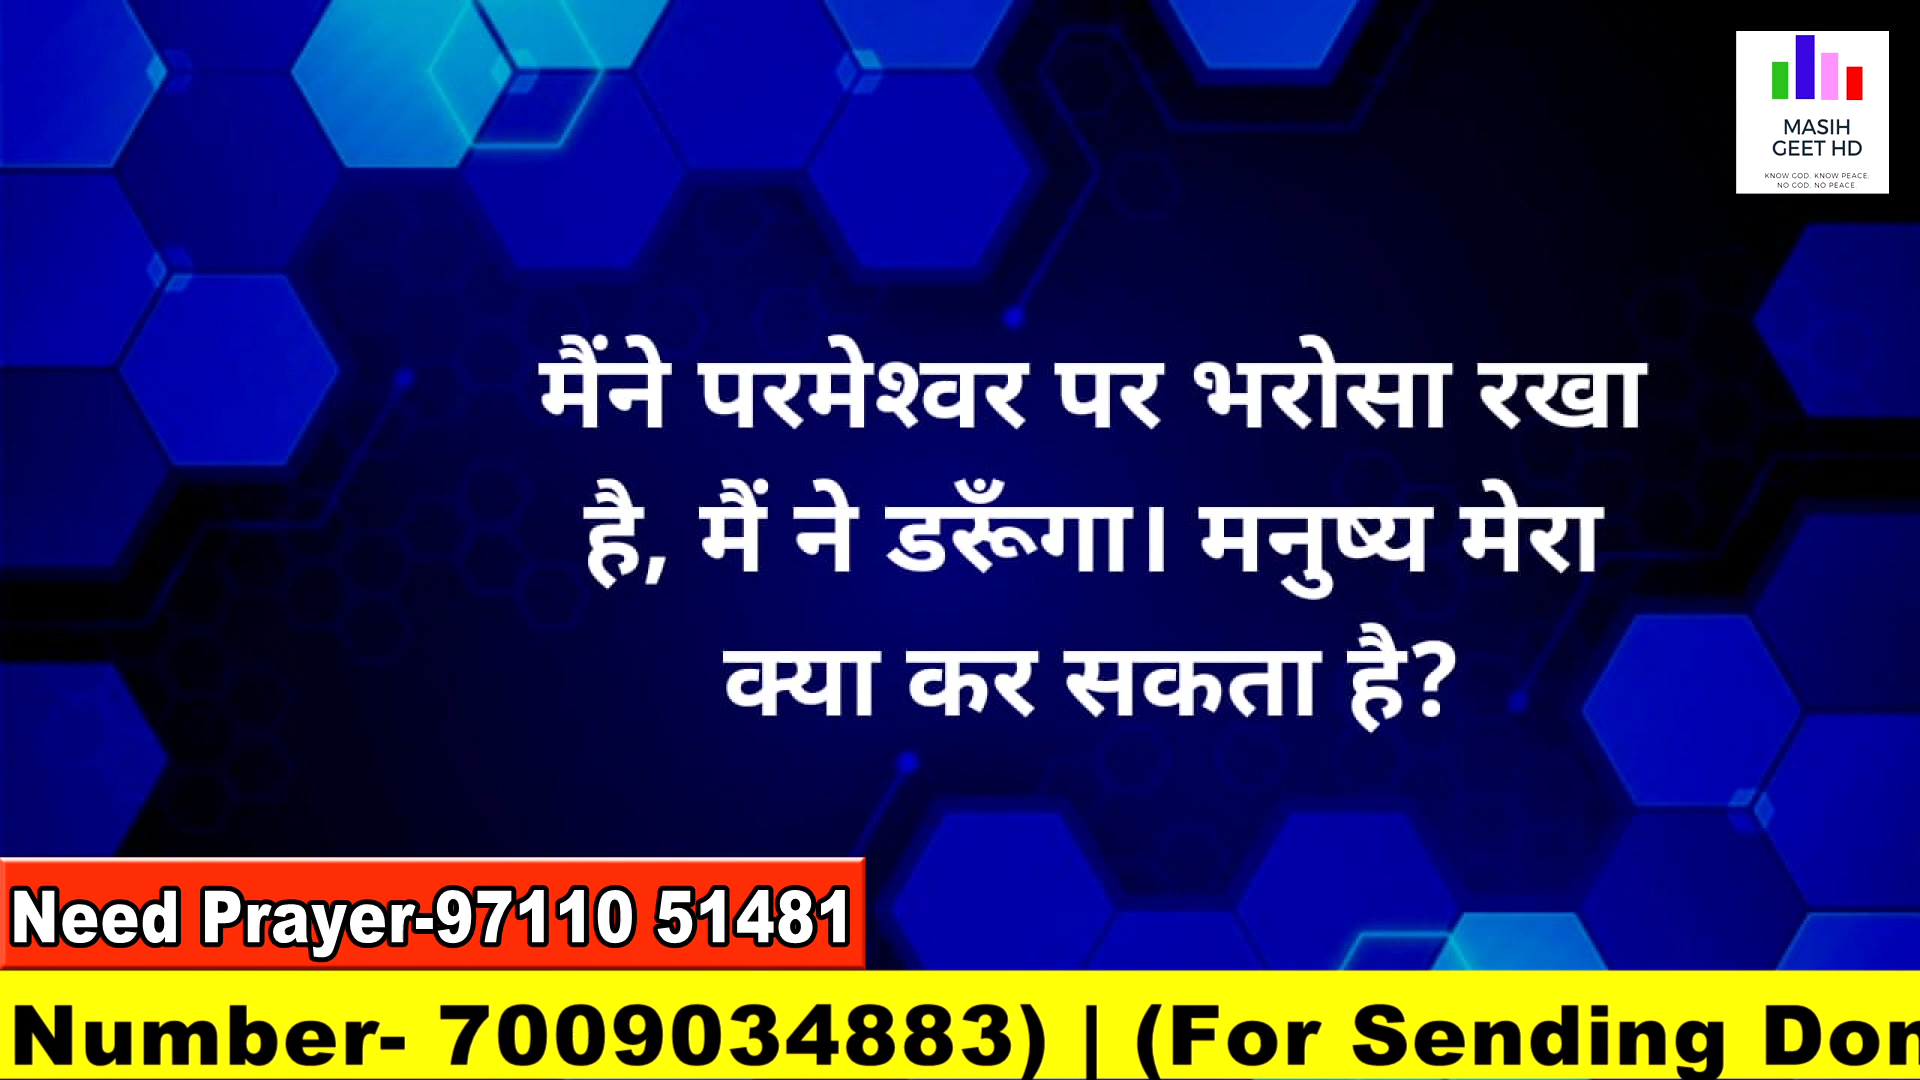 MASIH
GEET HD
KNOW GOD. KNOW PEACE;
NO GOD. NO PEACE.
मैंने परमेश्वर पर भरोसा रखा
है, मैं ने डरूँगा। मनुष्य मेरा
क्या कर सकता है?
Need Prayer-97110 51481
Number- 7009034883) | (For Sending Don